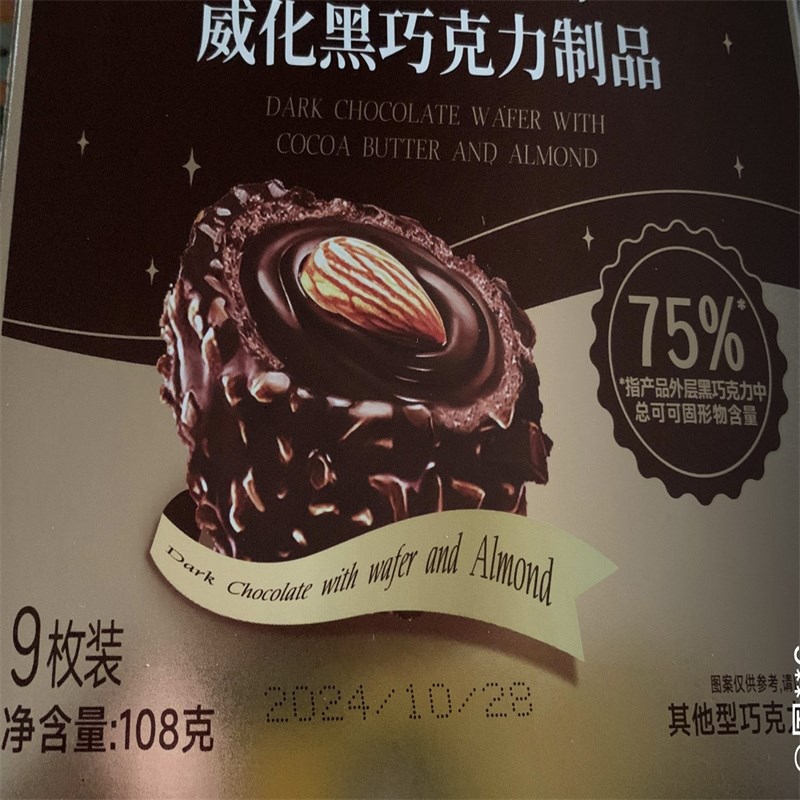 威化黑巧克力制品
DARK CHOCOLATE WAFER WITH
COCOA BUTTER AND ALMOND
75%*
*指产品外层黑巧克力中
总可可固形物含量
Dark Chocolate with wafer and Almond
9枚装
净含量:108克
2024/10/28
图案仅供参考,请
其他型巧克力